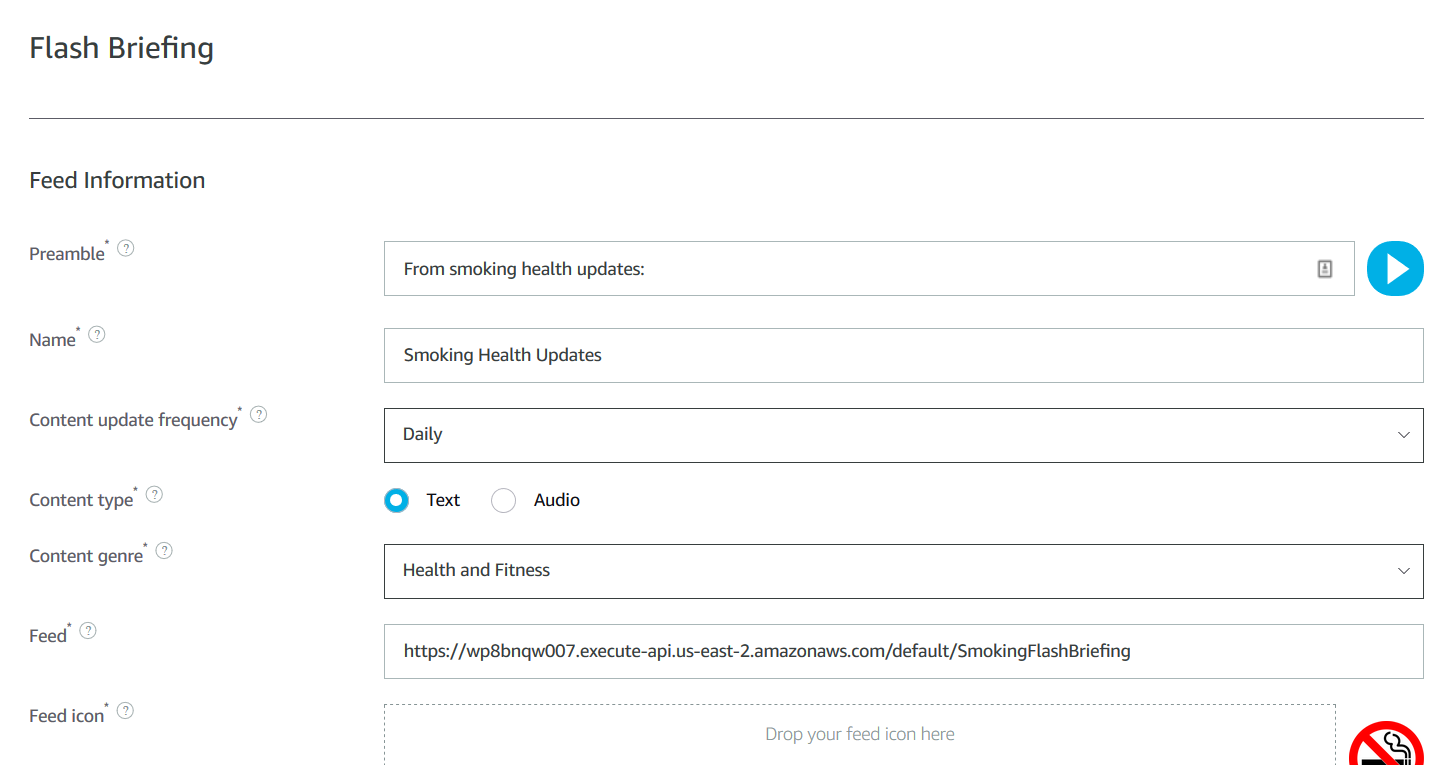 Flash Briefing
Feed Information
Preamble* ?
From smoking health updates:
Name* ?
Smoking Health Updates
Content update frequency* ?
Daily
Content type* ?
Text Audio
Content genre* ?
Health and Fitness
Feed* ?
https://wp8bnqw007.execute-api.us-east-2.amazonaws.com/default/SmokingFlashBriefing
Feed icon* ?
Drop your feed icon here